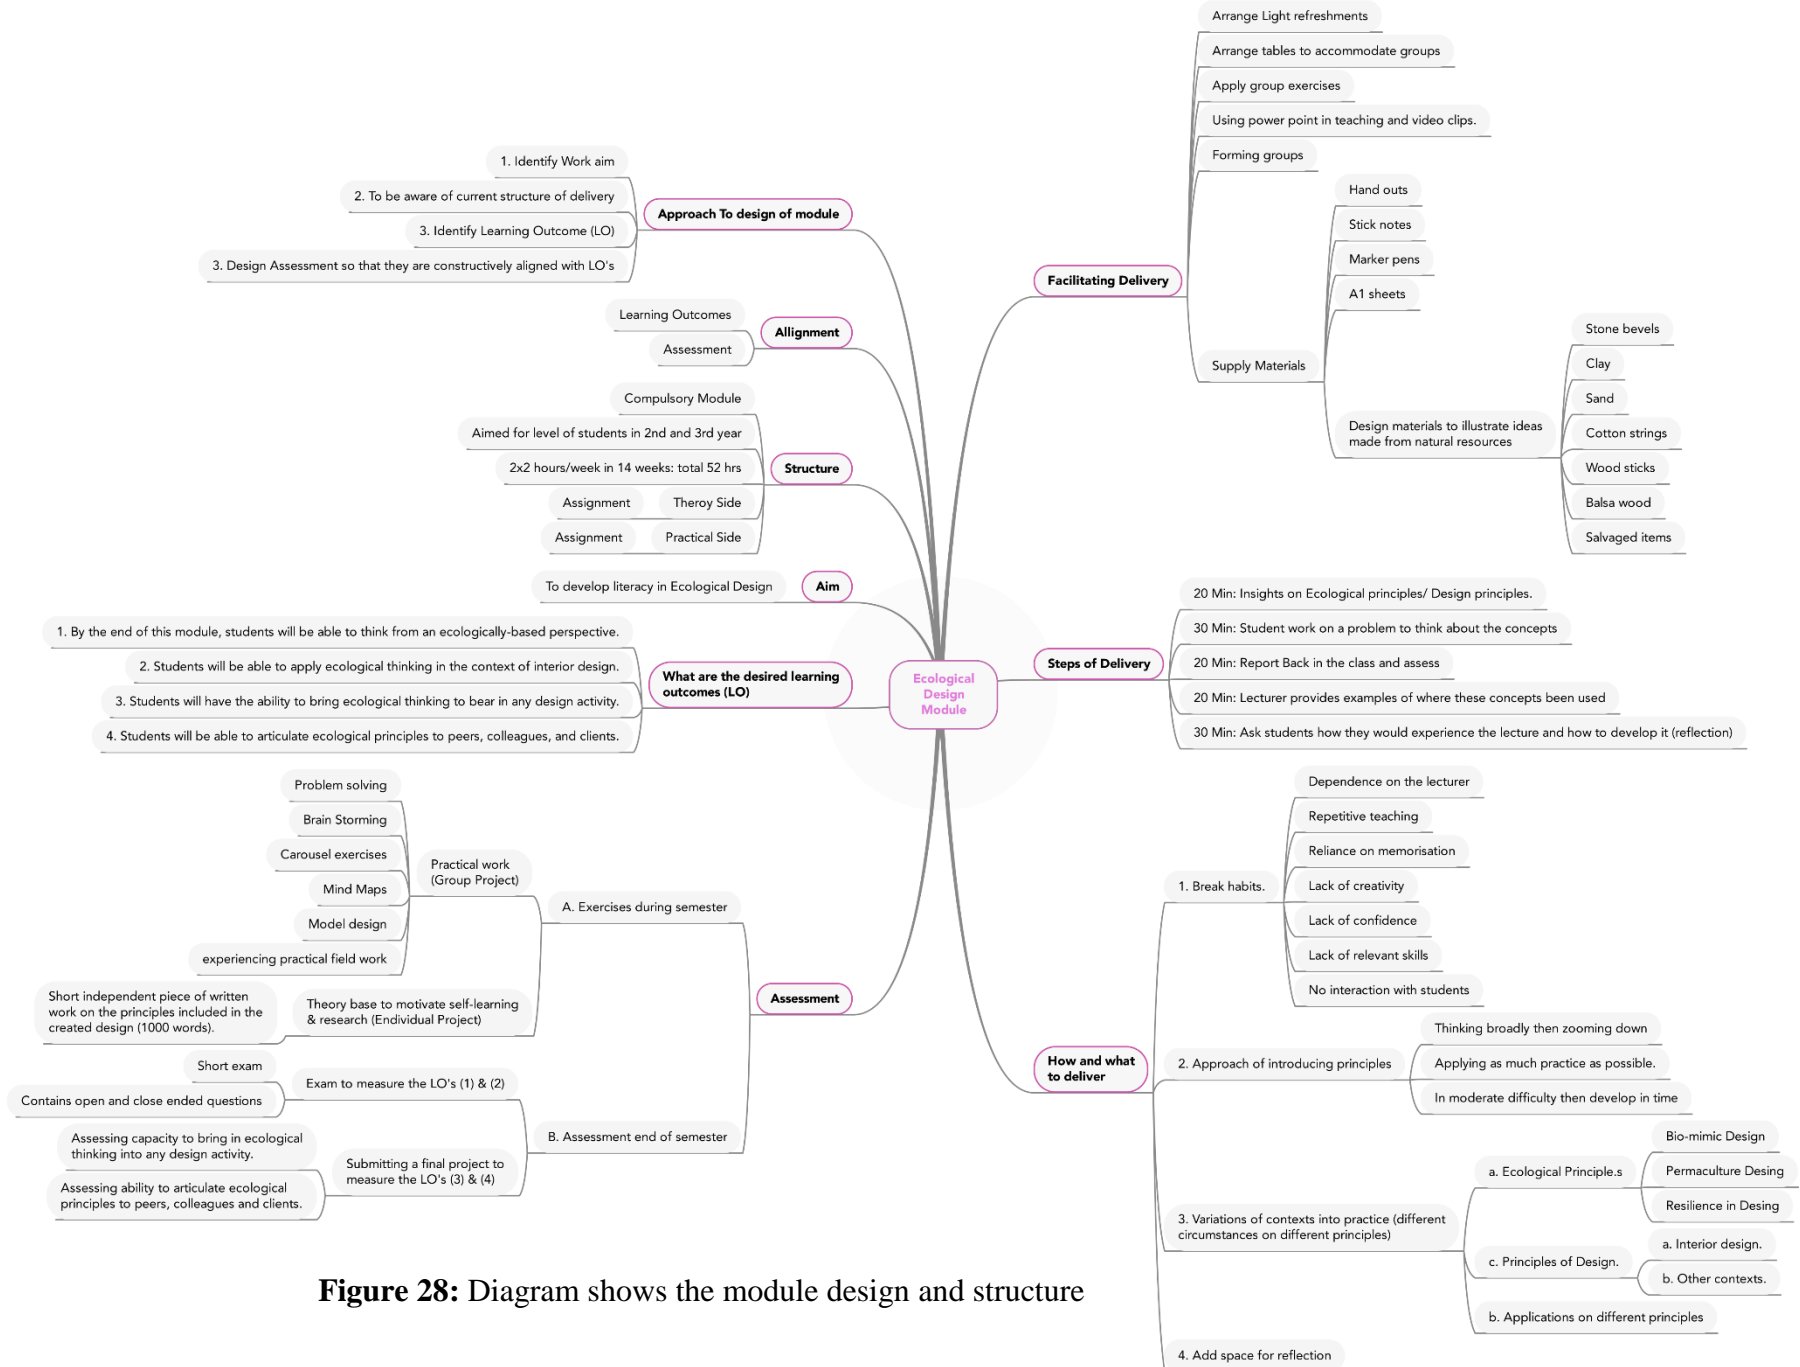 Ecological
Design
Module
Approach To design of module
1. Identify Work aim
2. To be aware of current structure of delivery
3. Identify Learning Outcome (LO)
3. Design Assessment so that they are constructively aligned with LO's
Allignment
Learning Outcomes
Assessment
Structure
Compulsory Module
Aimed for level of students in 2nd and 3rd year
2x2 hours/week in 14 weeks: total 52 hrs
Theroy Side
Assignment
Practical Side
Assignment
Aim
To develop literacy in Ecological Design
What are the desired learning
outcomes (LO)
1. By the end of this module, students will be able to think from an ecologically-based perspective.
2. Students will be able to apply ecological thinking in the context of interior design.
3. Students will have the ability to bring ecological thinking to bear in any design activity.
4. Students will be able to articulate ecological principles to peers, colleagues, and clients.
Assessment
A. Exercises during semester
Practical work
(Group Project)
Problem solving
Brain Storming
Carousel exercises
Mind Maps
Model design
experiencing practical field work
Theory base to motivate self-learning
& research (Endividual Project)
Short independent piece of written
work on the principles included in the
created design (1000 words).
B. Assessment end of semester
Exam to measure the LO's (1) & (2)
Short exam
Contains open and close ended questions
Submitting a final project to
measure the LO's (3) & (4)
Assessing capacity to bring in ecological
thinking into any design activity.
Assessing ability to articulate ecological
principles to peers, colleagues and clients.
Facilitating Delivery
Arrange Light refreshments
Arrange tables to accommodate groups
Apply group exercises
Using power point in teaching and video clips.
Forming groups
Supply Materials
Hand outs
Stick notes
Marker pens
A1 sheets
Design materials to illustrate ideas
made from natural resources
Stone bevels
Clay
Sand
Cotton strings
Wood sticks
Balsa wood
Salvaged items
Steps of Delivery
20 Min: Insights on Ecological principles/ Design principles.
30 Min: Student work on a problem to think about the concepts
20 Min: Report Back in the class and assess
20 Min: Lecturer provides examples of where these concepts been used
30 Min: Ask students how they would experience the lecture and how to develop it (reflection)
How and what
to deliver
1. Break habits.
Dependence on the lecturer
Repetitive teaching
Reliance on memorisation
Lack of creativity
Lack of confidence
Lack of relevant skills
No interaction with students
2. Approach of introducing principles
Thinking broadly then zooming down
Applying as much practice as possible.
In moderate difficulty then develop in time
3. Variations of contexts into practice (different
circumstances on different principles)
a. Ecological Principle.s
Bio-mimic Design
Permaculture Desing
Resilience in Desing
c. Principles of Design.
a. Interior design.
b. Other contexts.
b. Applications on different principles
4. Add space for reflection
Figure 28: Diagram shows the module design and structure